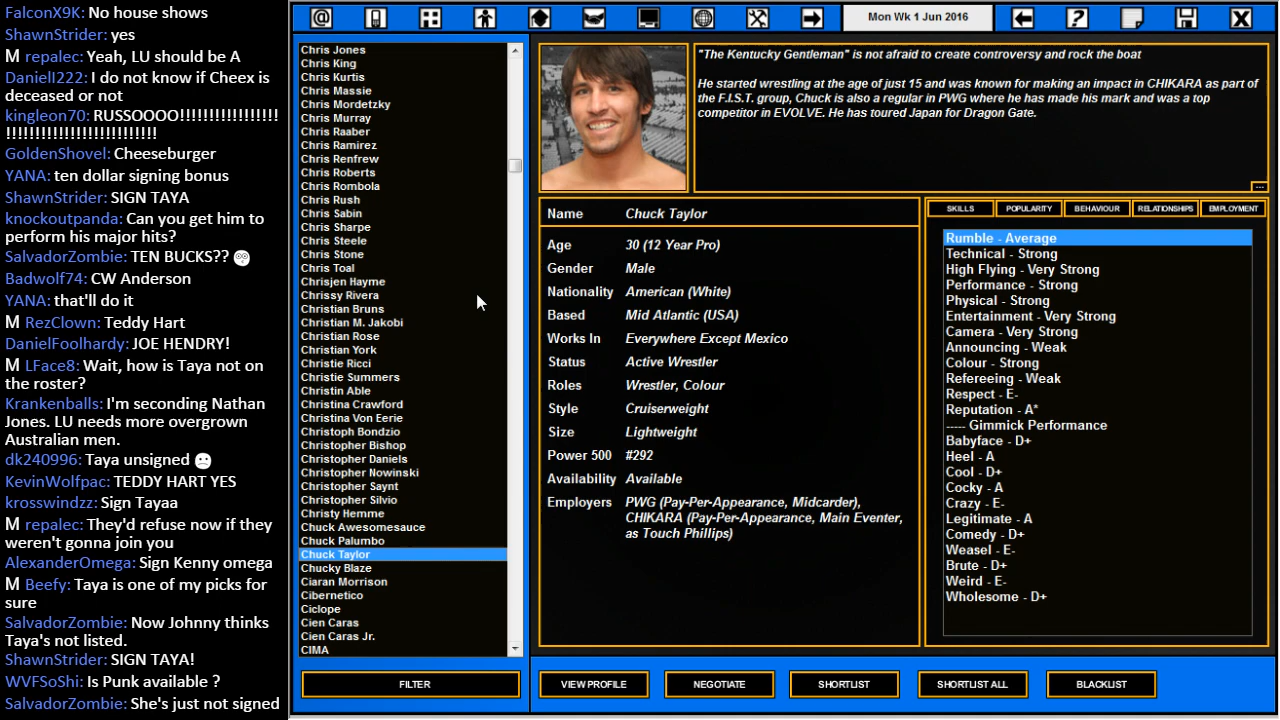 FalconX9K: No house shows
ShawnStrider: yes
M repalec: Yeah, LU should be A
DanielI222: I do not know if Cheex is
deceased or not
kingleon70: RUSSOOOO!!!!!!!!!!!!!!!!!
!!!!!!!!!!!!!!!!!!!!!!!!!!
GoldenShovel: Cheeseburger
YANA: ten dollar signing bonus
ShawnStrider: SIGN TAYA
knockoutpanda: Can you get him to
perform his major hits?
SalvadorZombie: TEN BUCKS??
Badwolf74: CW Anderson
YANA: that'll do it
M RezClown: Teddy Hart
DanielFoolhardy: JOE HENDRY!
M LFace8: Wait, how is Taya not on
the roster?
Krankenballs: I'm seconding Nathan
Jones. LU needs more overgrown
Australian men.
dk240996: Taya unsigned
KevinWolfpac: TEDDY HART YES
krosswindzz: Sign Tayaa
M repalec: They'd refuse now if they
weren't gonna join you
AlexanderOmega: Sign Kenny omega
M Beefy: Taya is one of my picks for
sure
SalvadorZombie: Now Johnny thinks
Taya's not listed.
ShawnStrider: SIGN TAYA!
WVFSoShi: Is Punk available ?
SalvadorZombie: She's just not signed
Mon Wk 1 Jun 2016
Chris Jones
Chris King
Chris Kurtis
Chris Massie
Chris Mordetzky
Chris Murray
Chris Raaber
Chris Ramirez
Chris Renfrew
Chris Roberts
Chris Rombola
Chris Rush
Chris Sabin
Chris Sharpe
Chris Steele
Chris Stone
Chris Toal
Chrisjen Hayme
Chrissy Rivera
Christian Bruns
Christian M. Jakobi
Christian Rose
Christian York
Christie Ricci
Christie Summers
Christin Able
Christina Crawford
Christina Von Eerie
Christoph Bondzio
Christopher Bishop
Christopher Daniels
Christopher Nowinski
Christopher Saynt
Christopher Silvio
Christy Hemme
Chuck Awesomesauce
Chuck Palumbo
Chuck Taylor
Chucky Blaze
Ciaran Morrison
Cibernetico
Ciclope
Cien Caras
Cien Caras Jr.
CIMA
FILTER
"The Kentucky Gentleman" is not afraid to create controversy and rock the boat
He started wrestling at the age of just 15 and was known for making an impact in CHIKARA as part of
the F.I.S.T. group, Chuck is also a regular in PWG where he has made his mark and was a top
competitor in EVOLVE. He has toured Japan for Dragon Gate.
...
Name Chuck Taylor
Age 30 (12 Year Pro)
Gender Male
Nationality American (White)
Based Mid Atlantic (USA)
Works In Everywhere Except Mexico
Status Active Wrestler
Roles Wrestler, Colour
Style Cruiserweight
Size Lightweight
Power 500 #292
Availability Available
Employers PWG (Pay-Per-Appearance, Midcarder),
CHIKARA (Pay-Per-Appearance, Main Eventer,
as Touch Phillips)
SKILLS POPULARITY BEHAVIOUR RELATIONSHIPS EMPLOYMENT
Rumble - Average
Technical - Strong
High Flying - Very Strong
Performance - Strong
Physical - Strong
Entertainment - Very Strong
Camera - Very Strong
Announcing - Weak
Colour - Strong
Refereeing - Weak
Respect - E-
Reputation - A*
----- Gimmick Performance
Babyface - D+
Heel - A
Cool - D+
Cocky - A
Crazy - E-
Legitimate - A
Comedy - D+
Weasel - E-
Brute - D+
Weird - E-
Wholesome - D+
VIEW PROFILE NEGOTIATE SHORTLIST SHORTLIST ALL BLACKLIST